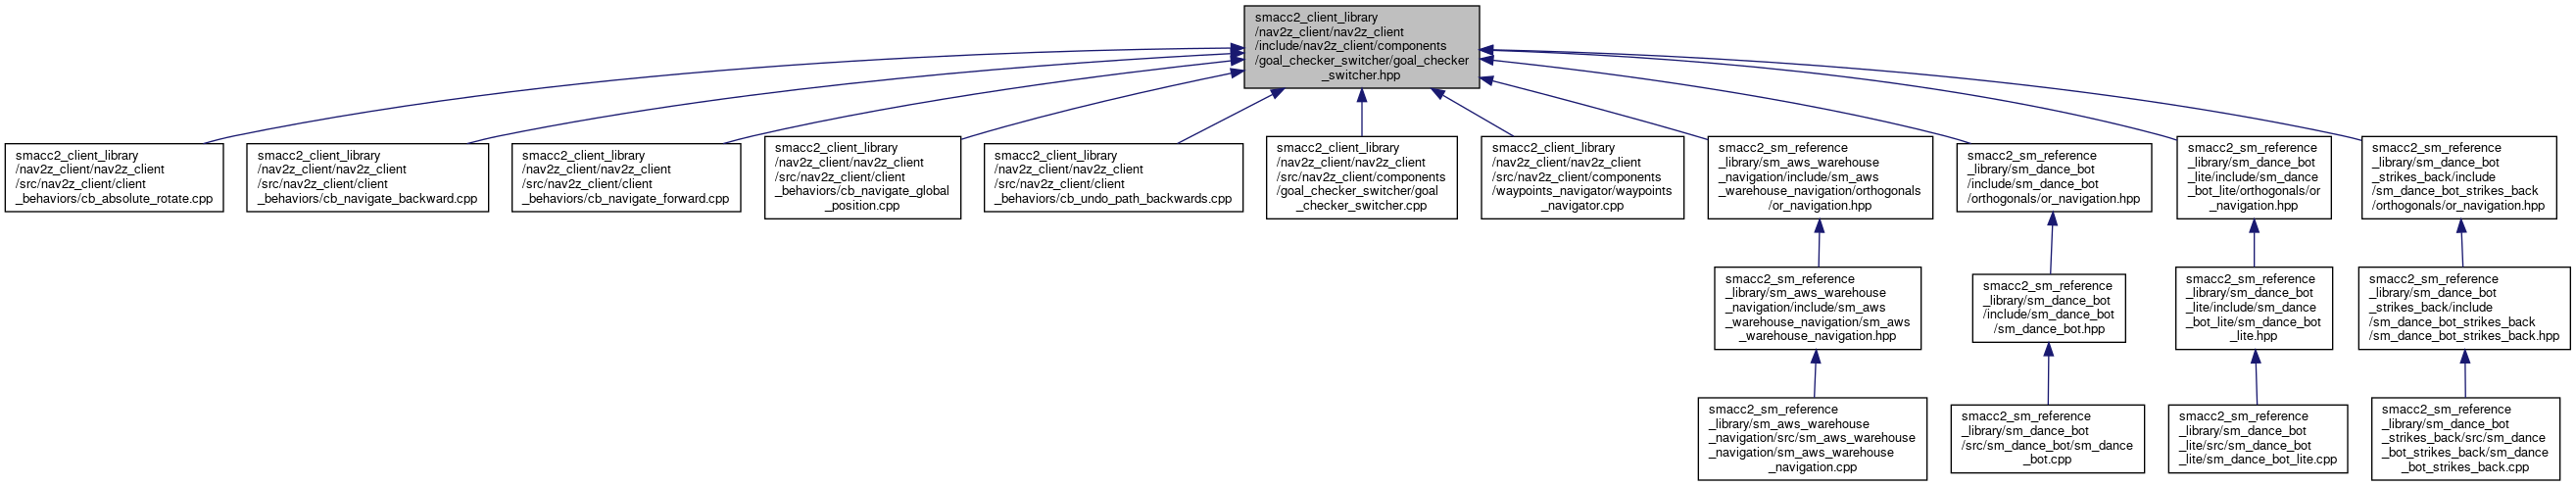 smacc2_client_library
/nav2z_client/nav2z_client
/include/nav2z_client/components
/goal_checker_switcher/goal_checker
_switcher.hpp
smacc2_client_library
/nav2z_client/nav2z_client
/src/nav2z_client/client
_behaviors/cb_absolute_rotate.cpp
smacc2_client_library
/nav2z_client/nav2z_client
/src/nav2z_client/client
_behaviors/cb_navigate_backward.cpp
smacc2_client_library
/nav2z_client/nav2z_client
/src/nav2z_client/client
_behaviors/cb_navigate_forward.cpp
smacc2_client_library
/nav2z_client/nav2z_client
/src/nav2z_client/client
_behaviors/cb_navigate_global
_position.cpp
smacc2_client_library
/nav2z_client/nav2z_client
/src/nav2z_client/client
_behaviors/cb_undo_path_backwards.cpp
smacc2_client_library
/nav2z_client/nav2z_client
/src/nav2z_client/components
/goal_checker_switcher/goal
_checker_switcher.cpp
smacc2_client_library
/nav2z_client/nav2z_client
/src/nav2z_client/components
/waypoints_navigator/waypoints
_navigator.cpp
smacc2_sm_reference
_library/sm_aws_warehouse
_navigation/include/sm_aws
_warehouse_navigation/orthogonals
/or_navigation.hpp
smacc2_sm_reference
_library/sm_dance_bot
/include/sm_dance_bot
/orthogonals/or_navigation.hpp
smacc2_sm_reference
_library/sm_dance_bot
_lite/include/sm_dance
_bot_lite/orthogonals/or
_navigation.hpp
smacc2_sm_reference
_library/sm_dance_bot
_strikes_back/include
/sm_dance_bot_strikes_back
/orthogonals/or_navigation.hpp
smacc2_sm_reference
_library/sm_aws_warehouse
_navigation/include/sm_aws
_warehouse_navigation/sm_aws
_warehouse_navigation.hpp
smacc2_sm_reference
_library/sm_dance_bot
/include/sm_dance_bot
/sm_dance_bot.hpp
smacc2_sm_reference
_library/sm_dance_bot
_lite/include/sm_dance
_bot_lite/sm_dance_bot
_lite.hpp
smacc2_sm_reference
_library/sm_dance_bot
_strikes_back/include
/sm_dance_bot_strikes_back
/sm_dance_bot_strikes_back.hpp
smacc2_sm_reference
_library/sm_aws_warehouse
_navigation/src/sm_aws_warehouse
_navigation/sm_aws_warehouse
_navigation.cpp
smacc2_sm_reference
_library/sm_dance_bot
/src/sm_dance_bot/sm_dance
_bot.cpp
smacc2_sm_reference
_library/sm_dance_bot
_lite/src/sm_dance_bot
_lite/sm_dance_bot_lite.cpp
smacc2_sm_reference
_library/sm_dance_bot
_strikes_back/src/sm_dance
_bot_strikes_back/sm_dance
_bot_strikes_back.cpp